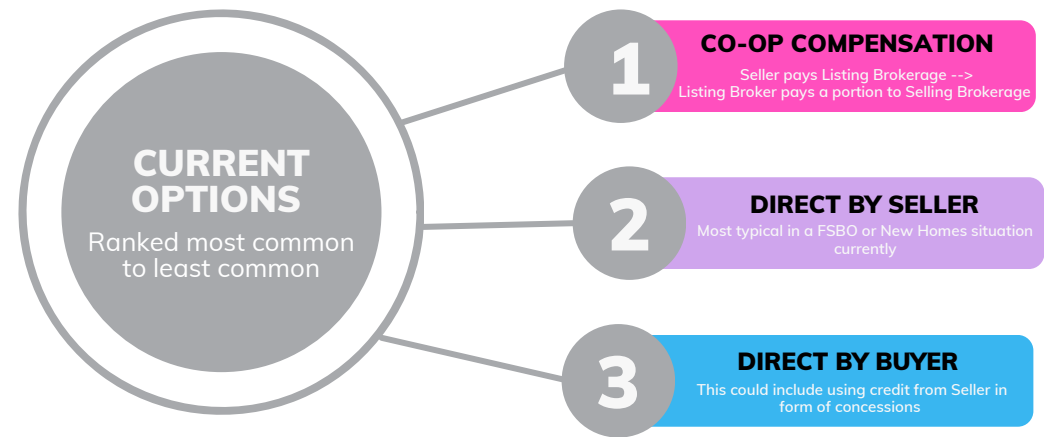 CURRENT
OPTIONS
Ranked most common
to least common
1
CO-OP COMPENSATION
Seller pays Listing Brokerage -->
Listing Broker pays a portion to Selling Brokerage
2
DIRECT BY SELLER
Most typical in a FSBO or New Homes situation
currently
3
DIRECT BY BUYER
This could include using credit from Seller in
form of concessions